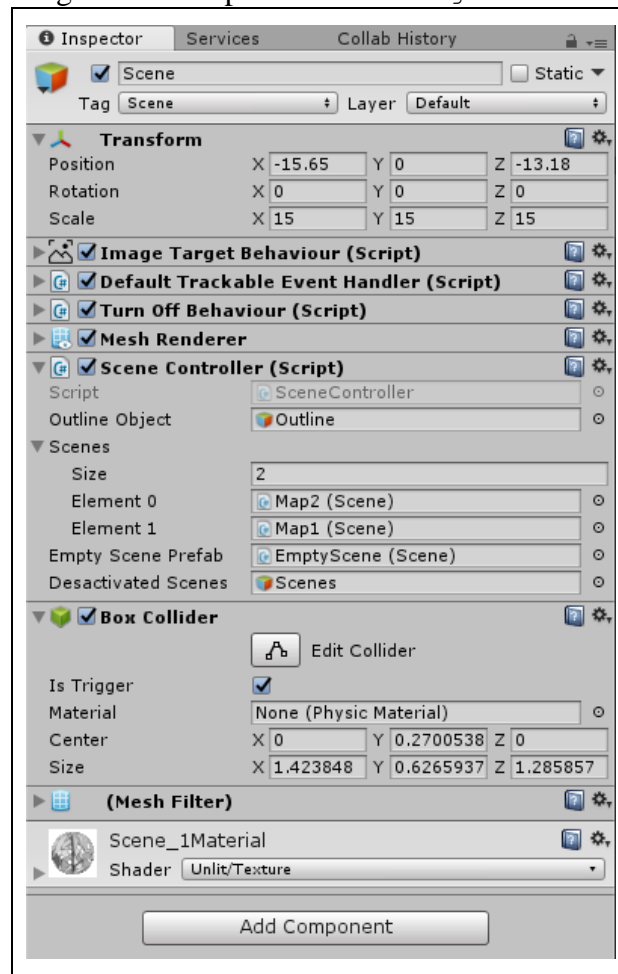 Inspector Services Collab History
Scene Static
Tag Scene Layer Default
Transform
Position X -15.65 Y 0 Z -13.18
Rotation X 0 Y 0 Z 0
Scale X 15 Y 15 Z 15
Image Target Behaviour (Script)
Default Trackable Event Handler (Script)
Turn Off Behaviour (Script)
Mesh Renderer
Scene Controller (Script)
Script SceneController
Outline Object Outline
Scenes
Size 2
Element 0 Map2 (Scene)
Element 1 Map1 (Scene)
Empty Scene Prefab EmptyScene (Scene)
Desactivated Scenes Scenes
Box Collider
Edit Collider
Is Trigger
Material None (Physic Material)
Center X 0 Y 0.2700538 Z 0
Size X 1.423848 Y 0.6265937 Z 1.285857
(Mesh Filter)
Scene_1Material
Shader Unlit/Texture
Add Component